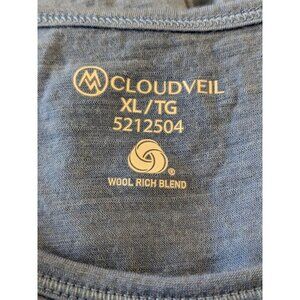 CLOUDVEIL
XL/TG
5212504
®
WOOL RICH BLEND